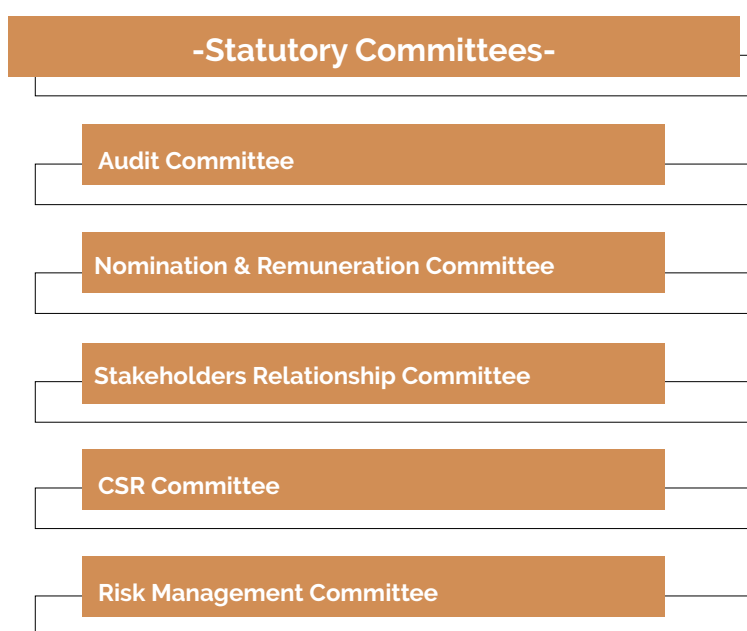 -Statutory Committees-
Audit Committee
Nomination & Remuneration Committee
Stakeholders Relationship Committee
CSR Committee
Risk Management Committee